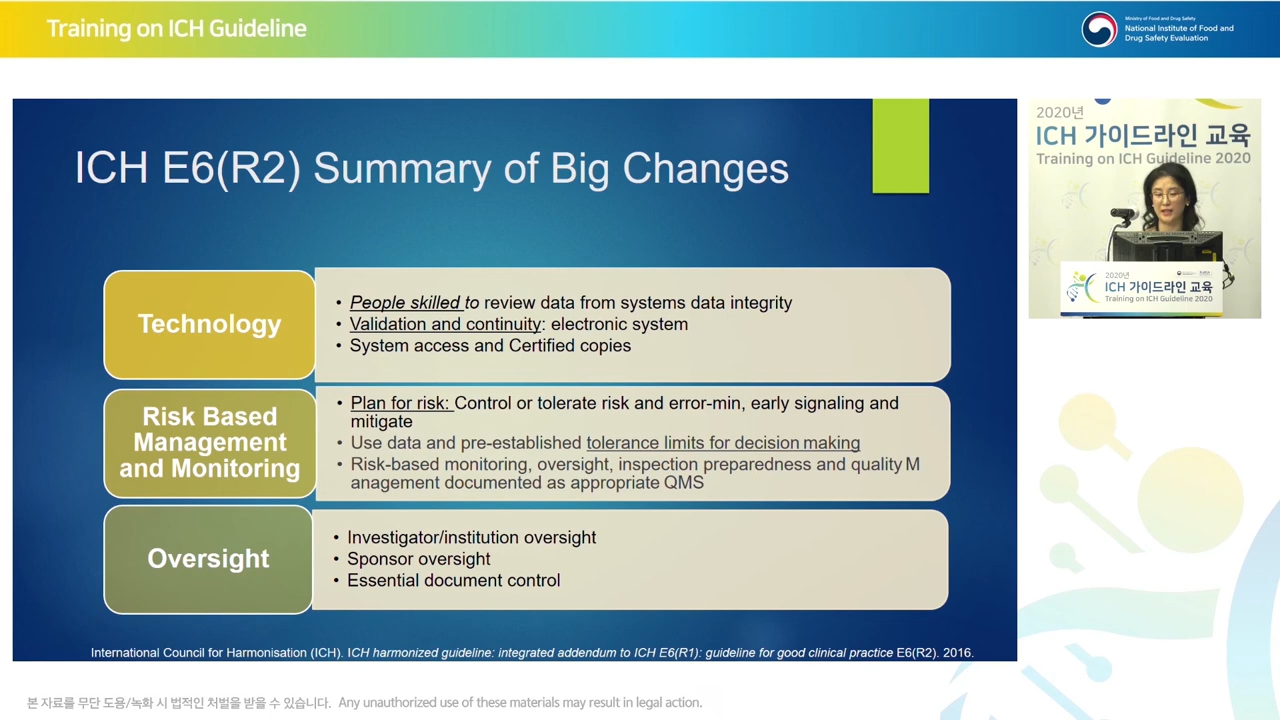 Training on ICH Guideline
Ministry of Food and Drug Safety
National Institute of Food and
Drug Safety Evaluation
ICH E6(R2) Summary of Big Changes
Technology
• People skilled to review data from systems data integrity
• Validation and continuity: electronic system
• System access and Certified copies
Risk Based
Management
and Monitoring
• Plan for risk: Control or tolerate risk and error-min, early signaling and
mitigate
• Use data and pre-established tolerance limits for decision making
• Risk-based monitoring, oversight, inspection preparedness and quality M
anagement documented as appropriate QMS
Oversight
• Investigator/institution oversight
• Sponsor oversight
• Essential document control
International Council for Harmonisation (ICH). ICH harmonized guideline: integrated addendum to ICH E6(R1): guideline for good clinical practice E6(R2). 2016.
2020년
ICH 가이드라인 교육
Training on ICH Guideline 2020
2020년
ICH 가이드라인 교육
Training on ICH Guideline 2020
본 자료를 무단 도용/녹화 시 법적인 처벌을 받을 수 있습니다. Any unauthorized use of these materials may result in legal action.